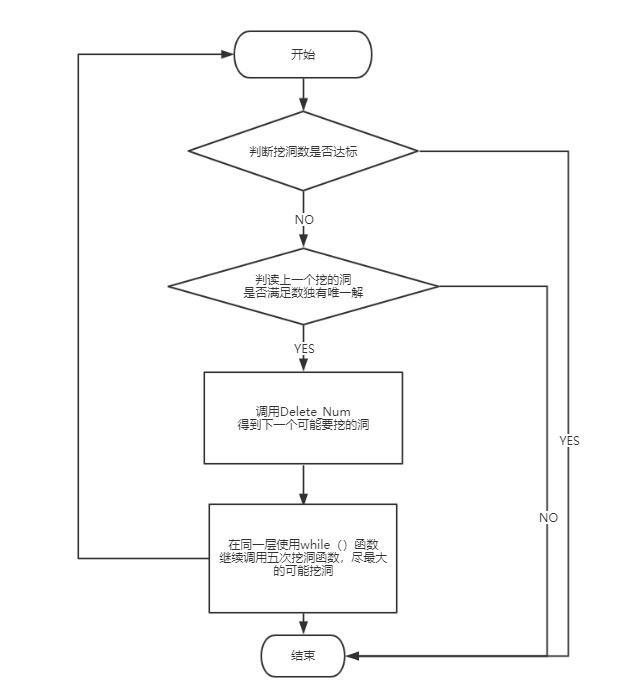 开始
判断挖洞数是否达标
NO
判读上一个挖的洞
是否满足数独有唯一解
YES
调用Delete_Num
得到下一个可能要挖的洞
YES
NO
在同一层使用while（）函数
继续调用五次挖洞函数，尽最大
的可能挖洞
结束